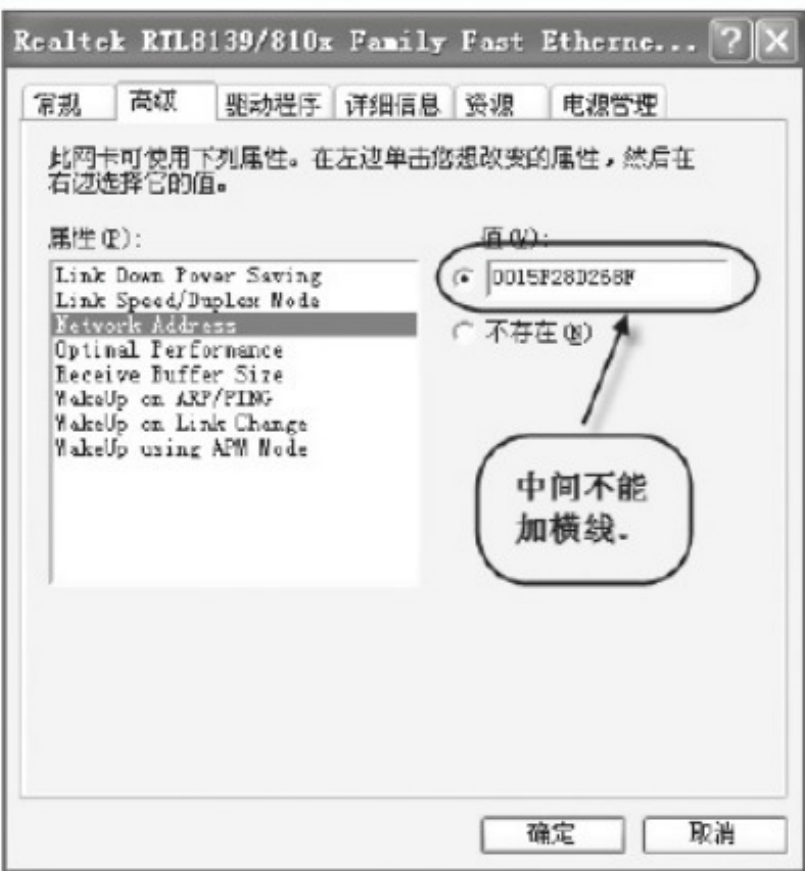 Realtek RTL8139/810x Family Fast Etherne...
常规 高级 驱动程序 详细信息 资源 电源管理
此网卡可使用下列属性。在左边单击您想改变的属性，然后在
右边选择它的值。
属性(P):
Link Down Power Saving
Link Speed/Duplex Mode
Network Address
Optimal Performance
Receive Buffer Size
WakeUp on ARP/PING
WakeUp on Link Change
WakeUp using APM Mode
值(V):
0015F28D268F
不存在(N)
中间不能
加横线.
确定 取消